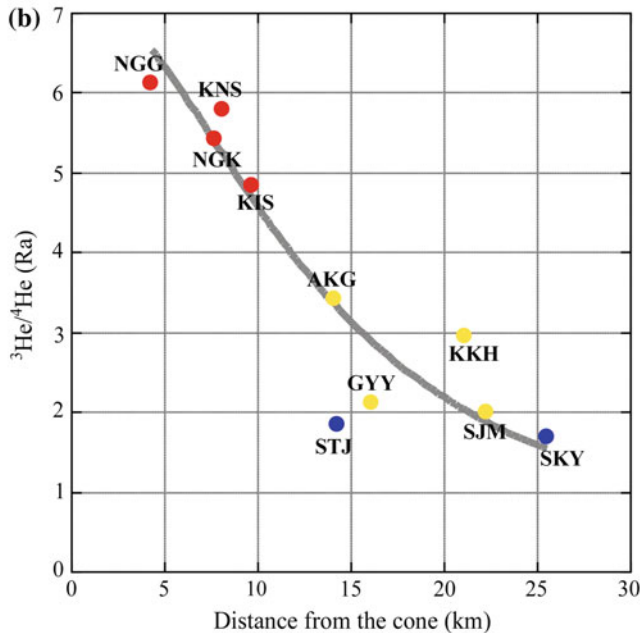 (b)
7
6
5
4
3
2
1
0
³He/⁴He (Ra)
NGG
KNS
NGK
KIS
AKG
KKH
GYY
STJ
SJM
SKY
0 5 10 15 20 25 30
Distance from the cone (km)